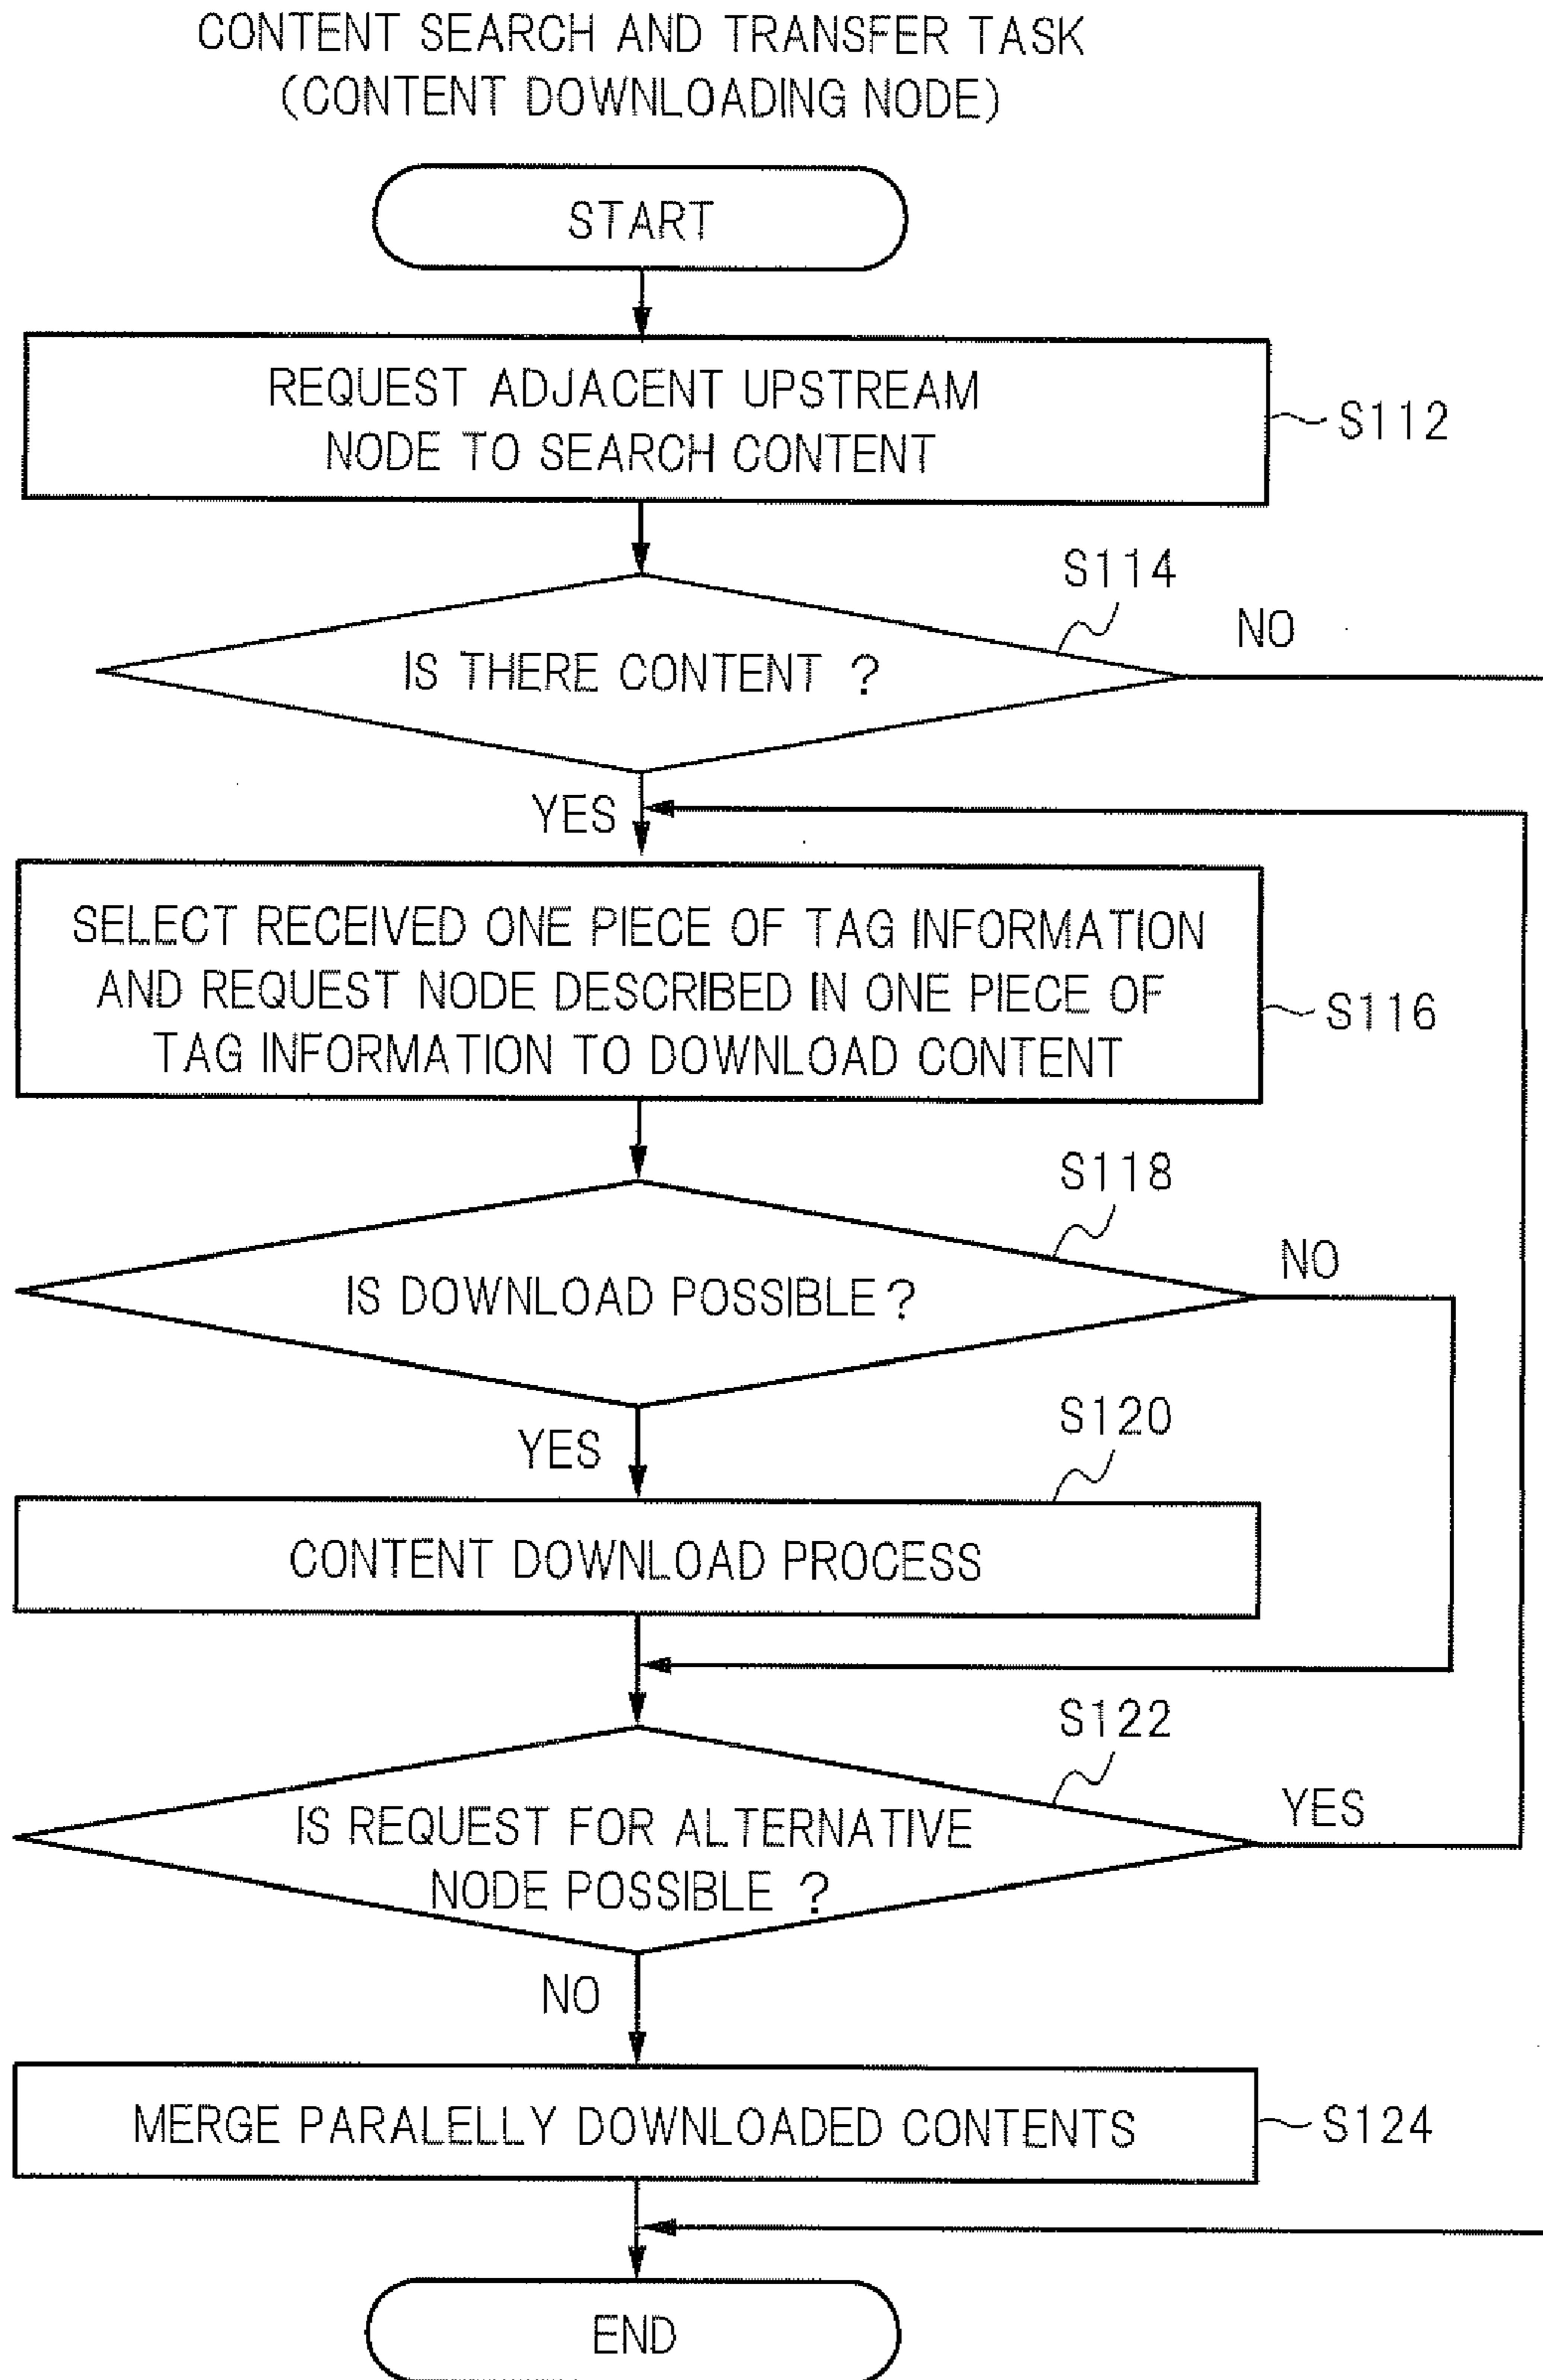 CONTENT SEARCH AND TRANSFER TASK
(CONTENT DOWNLOADING NODE)
START
REQUEST ADJACENT UPSTREAM
NODE TO SEARCH CONTENT
S112
S114
NO
IS THERE CONTENT ?
YES
SELECT RECEIVED ONE PIECE OF TAG INFORMATION
AND REQUEST NODE DESCRIBED IN ONE PIECE OF
TAG INFORMATION TO DOWNLOAD CONTENT
S116
S118
NO
IS DOWNLOAD POSSIBLE ?
YES
S120
CONTENT DOWNLOAD PROCESS
S122
YES
IS REQUEST FOR ALTERNATIVE
NODE POSSIBLE ?
NO
MERGE PARALELLY DOWNLOADED CONTENTS
S124
END